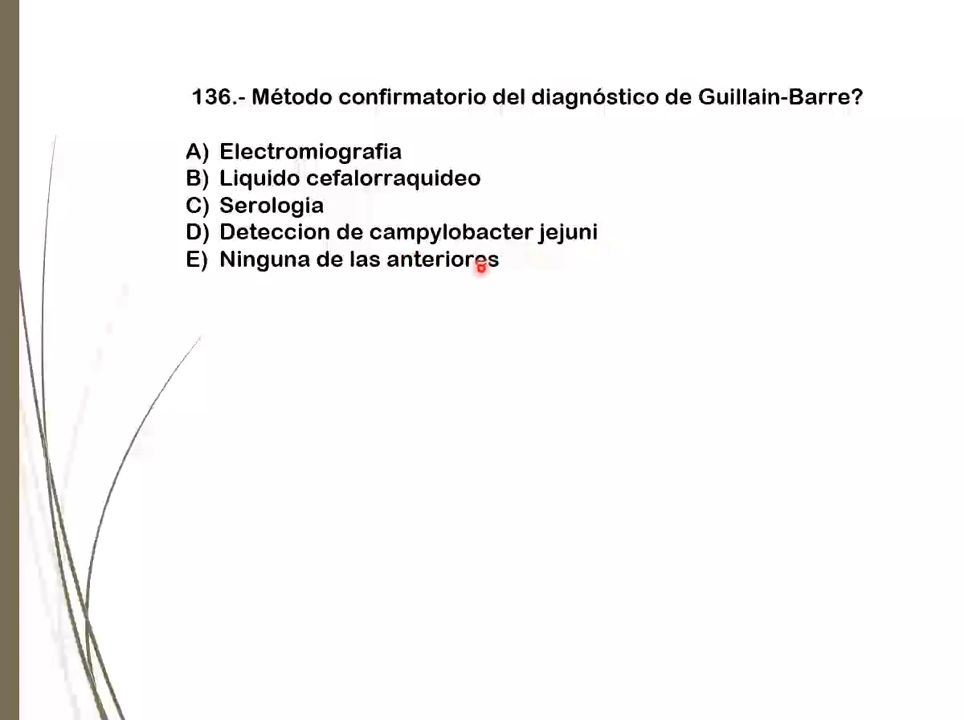 136.- Método confirmatorio del diagnóstico de Guillain-Barre?
A) Electromiografia
B) Liquido cefalorraquideo
C) Serologia
D) Deteccion de campylobacter jejuni
E) Ninguna de las anteriores